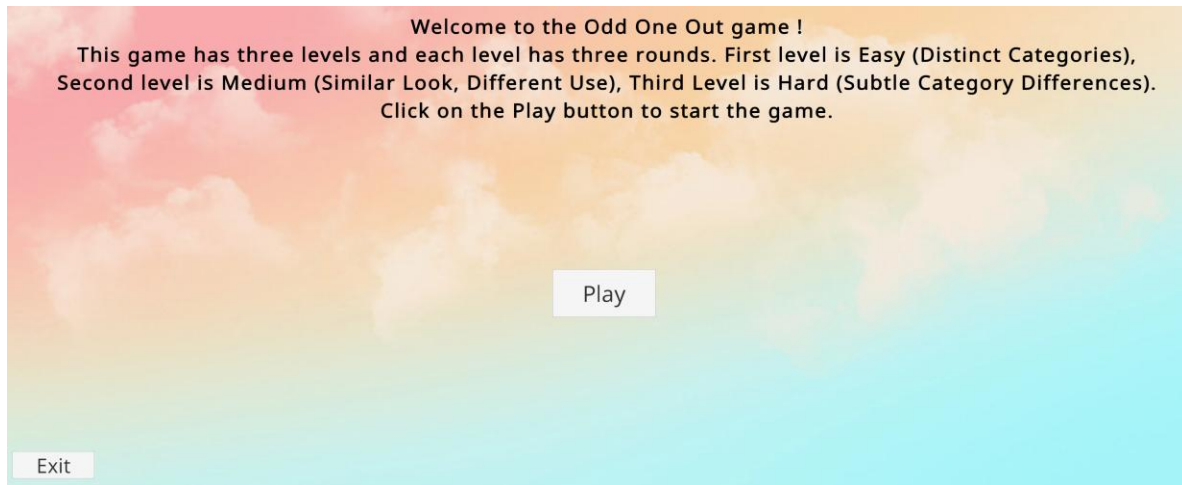 Welcome to the Odd One Out game !
This game has three levels and each level has three rounds. First level is Easy (Distinct Categories),
Second level is Medium (Similar Look, Different Use), Third Level is Hard (Subtle Category Differences).
Click on the Play button to start the game.
Play
Exit